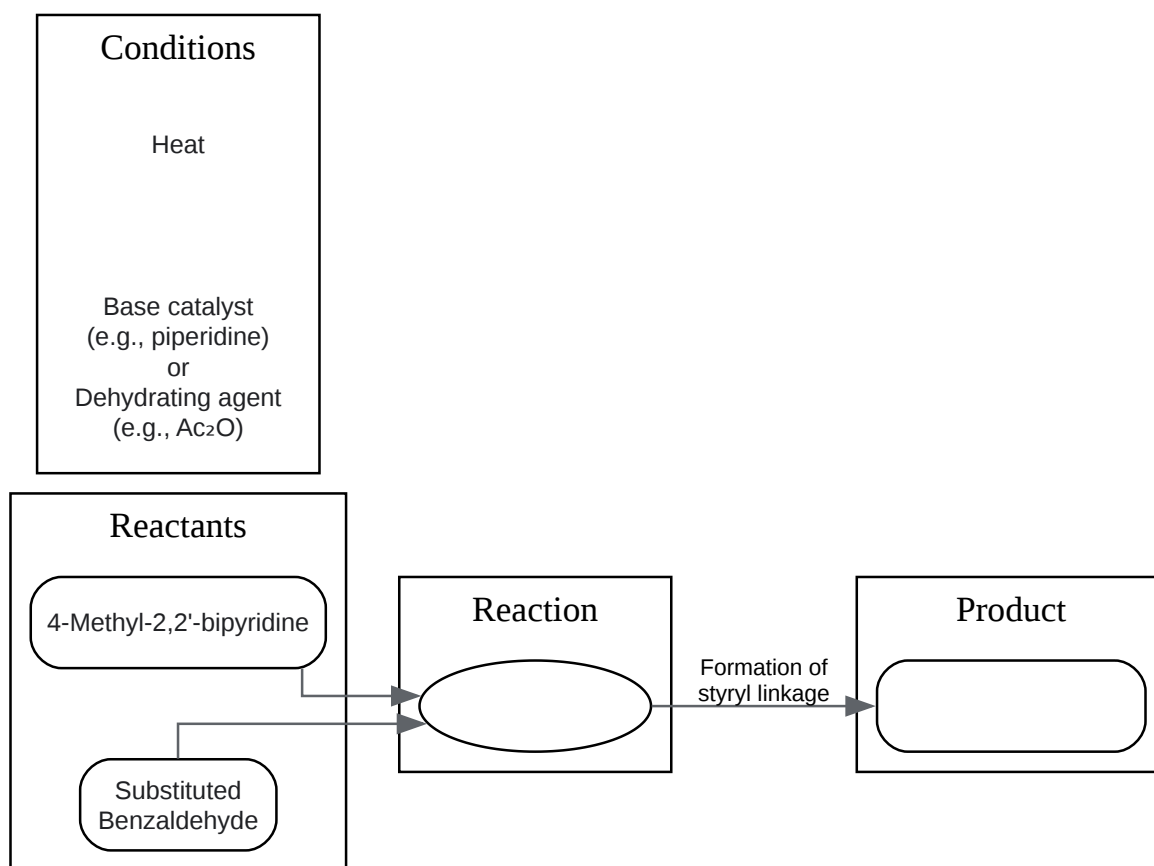 Conditions
Heat
Base catalyst
(e.g., piperidine)
or
Dehydrating agent
(e.g., Ac₂O)
Reactants
4-Methyl-2,2'-bipyridine
Substituted
Benzaldehyde
Reaction
Formation of
styryl linkage
Product